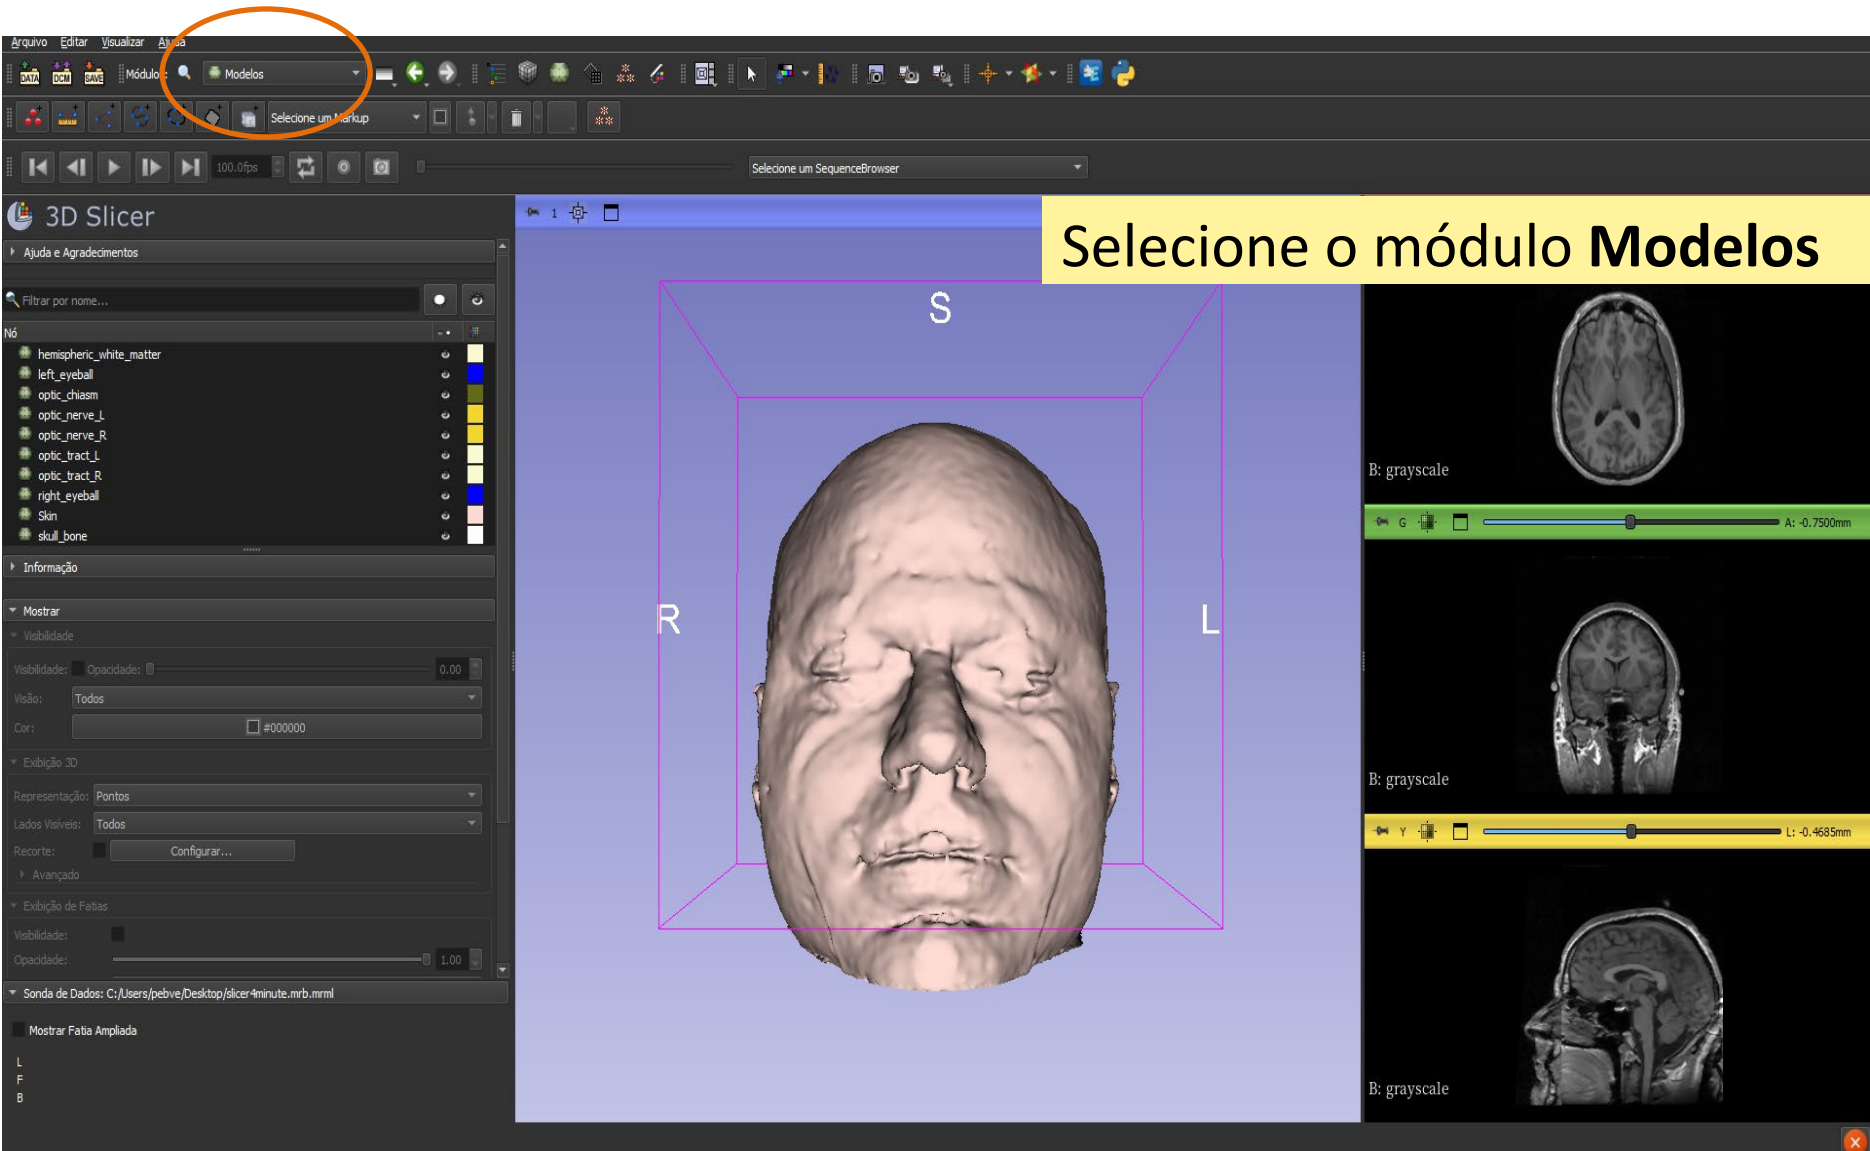 Arquivo Editar Visualizar Ajuda
DATA DCM SAVE Módulo: Modelos
Selecione um Markup
100.0fps Selecione um SequenceBrowser
3D Slicer
1
Selecione o módulo Modelos
Ajuda e Agradecimentos
Filtrar por nome...
Nó
hemispheric_white_matter
left_eyeball
optic_chiasm
optic_nerve_L
optic_nerve_R
optic_tract_L
optic_tract_R
right_eyeball
Skin
skull_bone
Informação
Mostrar
Visibilidade
Visibilidade: Opacidade: 0.00
Visão: Todos
Cor: #000000
Exibição 3D
Representação: Pontos
Lados Visíveis: Todos
Recorte: Configurar...
Avançado
Exibição de Fatias
Visibilidade:
Opacidade: 1.00
Sonda de Dados: C:/Users/pebve/Desktop/slicer4minute.mrb.mrml
Mostrar Fatia Ampliada
L
F
B
S
R L
B: grayscale
G A: -0.7500mm
B: grayscale
Y L: -0.4685mm
B: grayscale